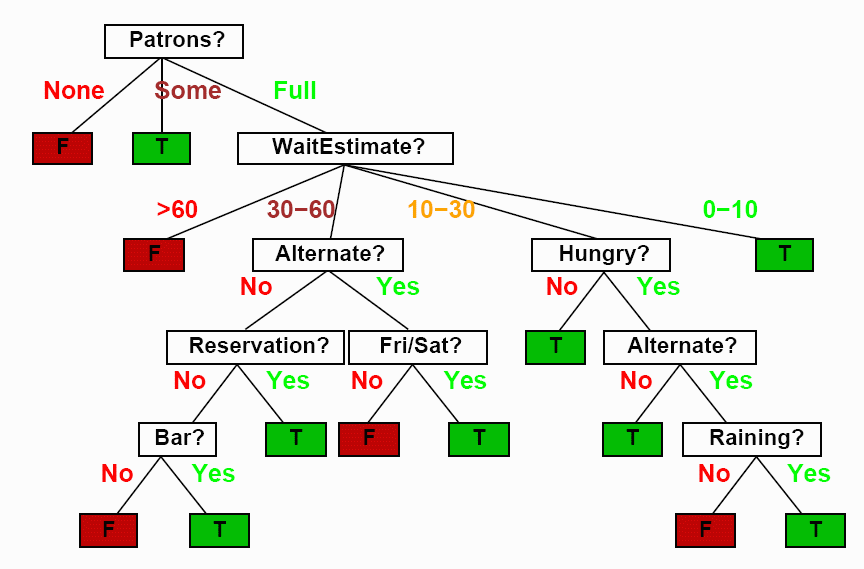 Patrons?
None Some Full
F T WaitEstimate?
>60 30−60 10−30 0−10
F Alternate? Hungry? T
No Yes No Yes
Reservation? Fri/Sat? T Alternate?
No Yes No Yes No Yes
Bar? T F T T Raining?
No Yes No Yes
F T F T